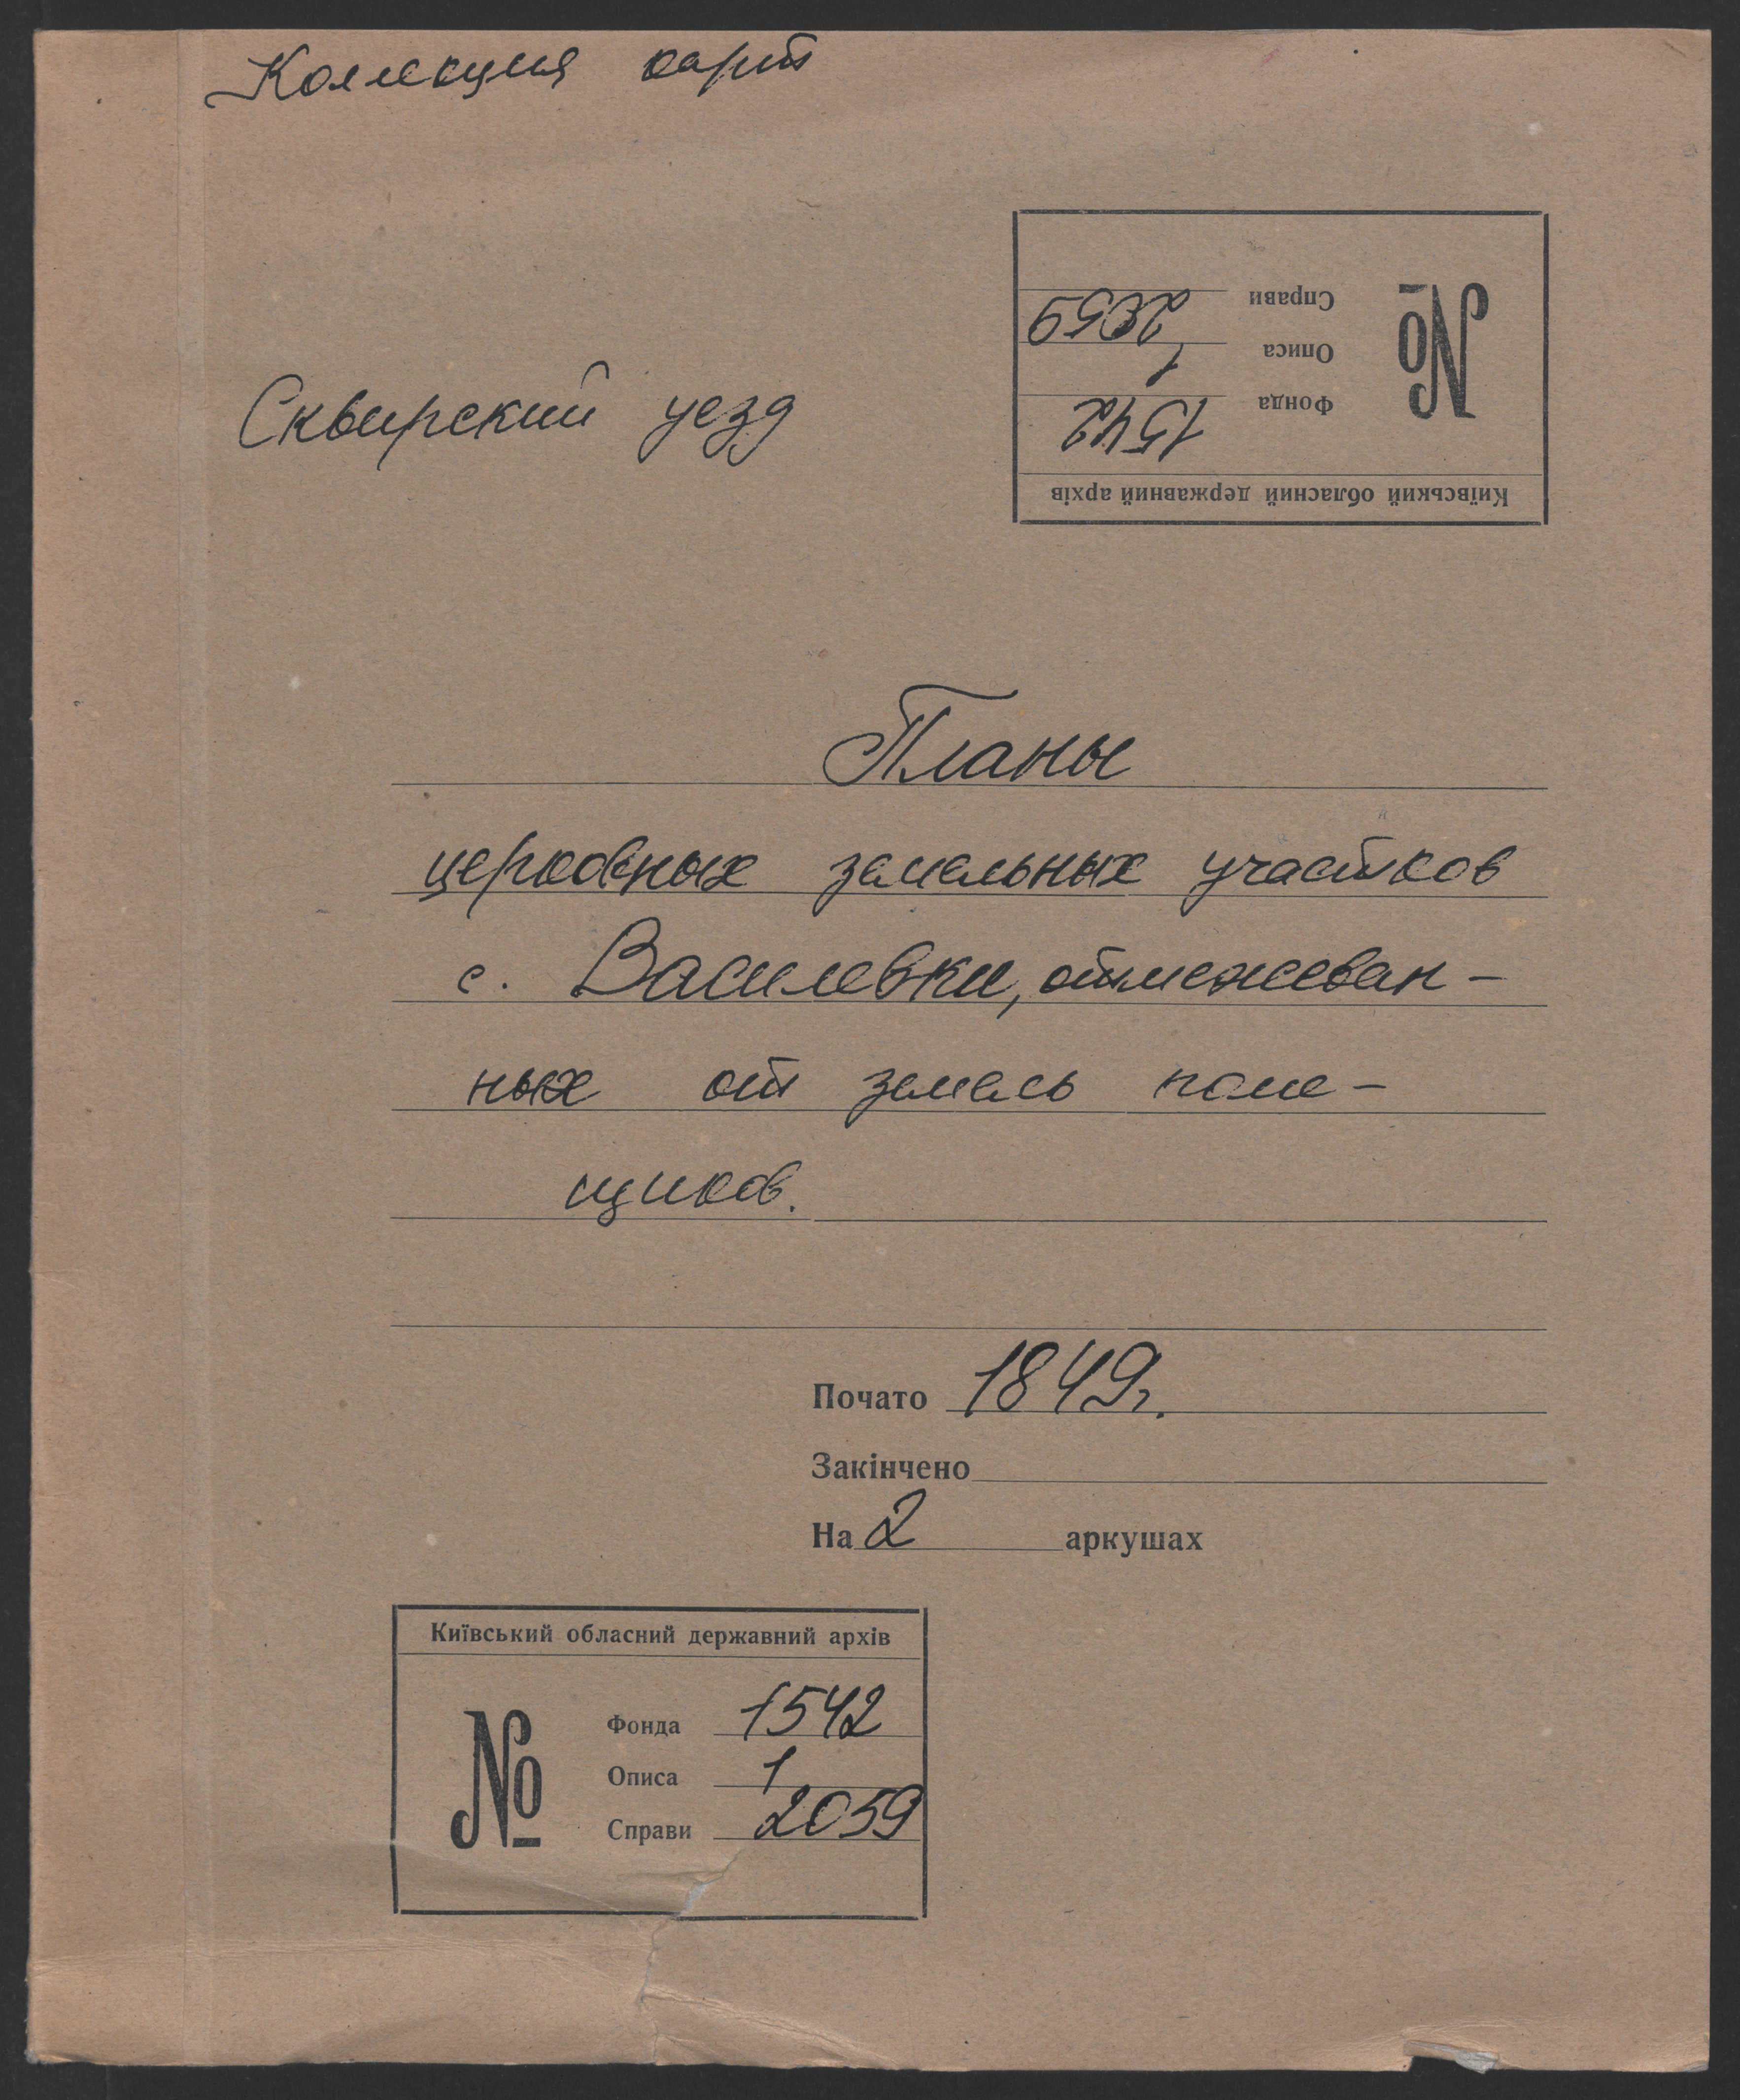 Коллекция карт
Киïвський обласний державний архів
№
Фонда 1542
Описа 1
Справи 2059
Сквирский уезд
Планы
церковных земельных участков
с. Василевки, отмежеван-
ных от земель поме-
щиков.
Почато 1849г.
Закінчено
На 2 аркушах
Київський обласний державний архів
№
Фонда 1542
Описа 1
Справи 2059